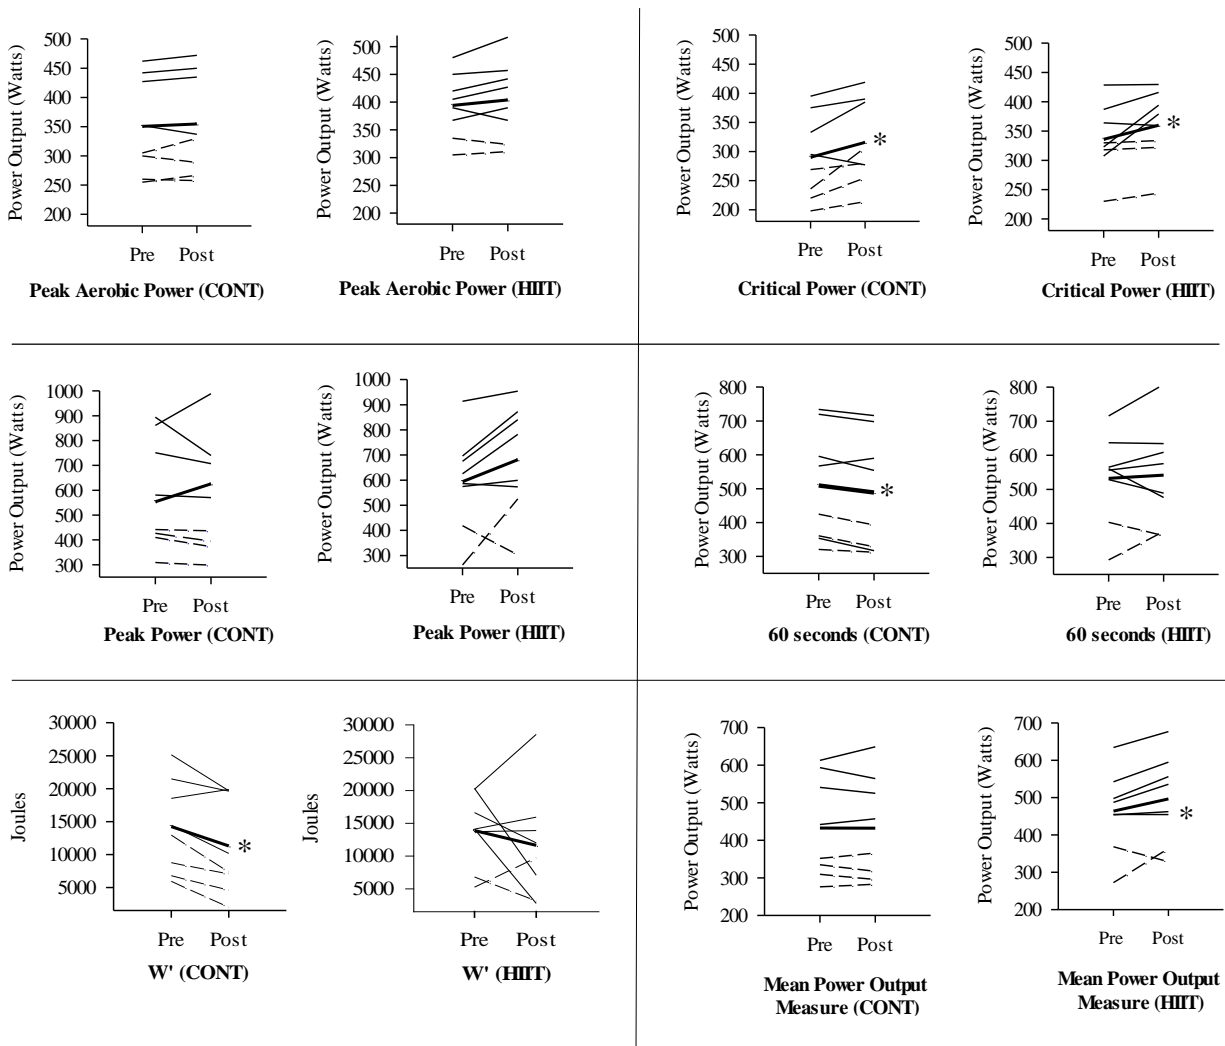 Power Output (Watts)
500
450
400
350
300
250
200
Pre Post
Peak Aerobic Power (CONT)
Power Output (Watts)
500
450
400
350
300
250
200
Pre Post
Peak Aerobic Power (HIIT)
Power Output (Watts)
500
450
400
350
300
250
200
*
Pre Post
Critical Power (CONT)
Power Output (Watts)
500
450
400
350
300
250
200
*
Pre Post
Critical Power (HIIT)
Power Output (Watts)
1000
900
800
700
600
500
400
300
Pre Post
Peak Power (CONT)
Power Output (Watts)
1000
900
800
700
600
500
400
300
Pre Post
Peak Power (HIIT)
Power Output (Watts)
800
700
600
500
400
300
*
Pre Post
60 seconds (CONT)
Power Output (Watts)
800
700
600
500
400
300
Pre Post
60 seconds (HIIT)
Joules
30000
25000
20000
15000
10000
5000
*
Pre Post
W' (CONT)
Joules
30000
25000
20000
15000
10000
5000
Pre Post
W' (HIIT)
Power Output (Watts)
700
600
500
400
300
200
Pre Post
Mean Power Output
Measure (CONT)
Power Output (Watts)
700
600
500
400
300
200
*
Pre Post
Mean Power Output
Measure (HIIT)